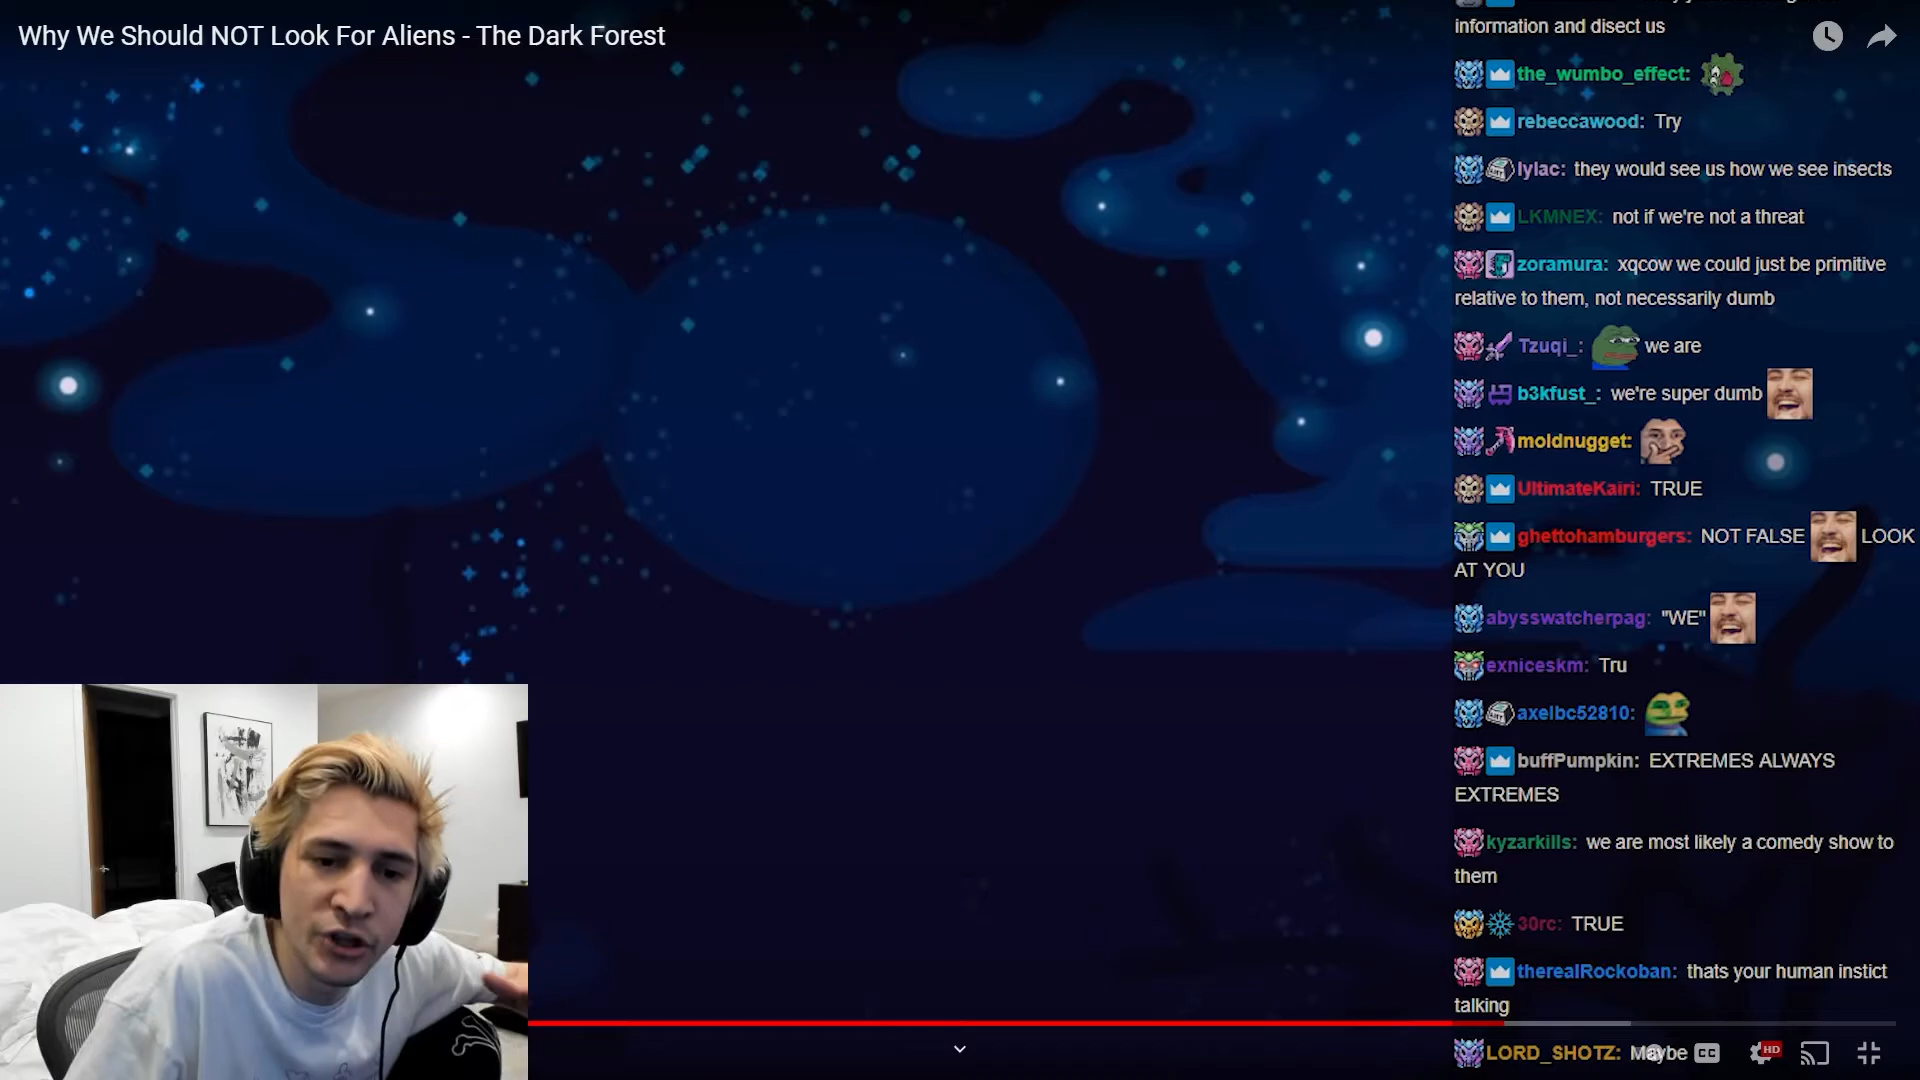 Why We Should NOT Look For Aliens - The Dark Forest
information and disect us
the_wumbo_effect:
rebeccawood: Try
lylac: they would see us how we see insects
LKMNEX: not if we're not a threat
zoramura: xqcow we could just be primitive
relative to them, not necessarily dumb
Tzuqi_: we are
b3kfust_: we're super dumb
moldnugget:
UltimateKairi: TRUE
ghettohamburgers: NOT FALSE LOOK
AT YOU
abysswatcherpag: "WE"
exniceskm: Tru
axelbc52810:
buffPumpkin: EXTREMES ALWAYS
EXTREMES
kyzarkills: we are most likely a comedy show to
them
30rc: TRUE
therealRockoban: thats your human instict
talking
LORD_SHOTZ: Maybe
CC
HD